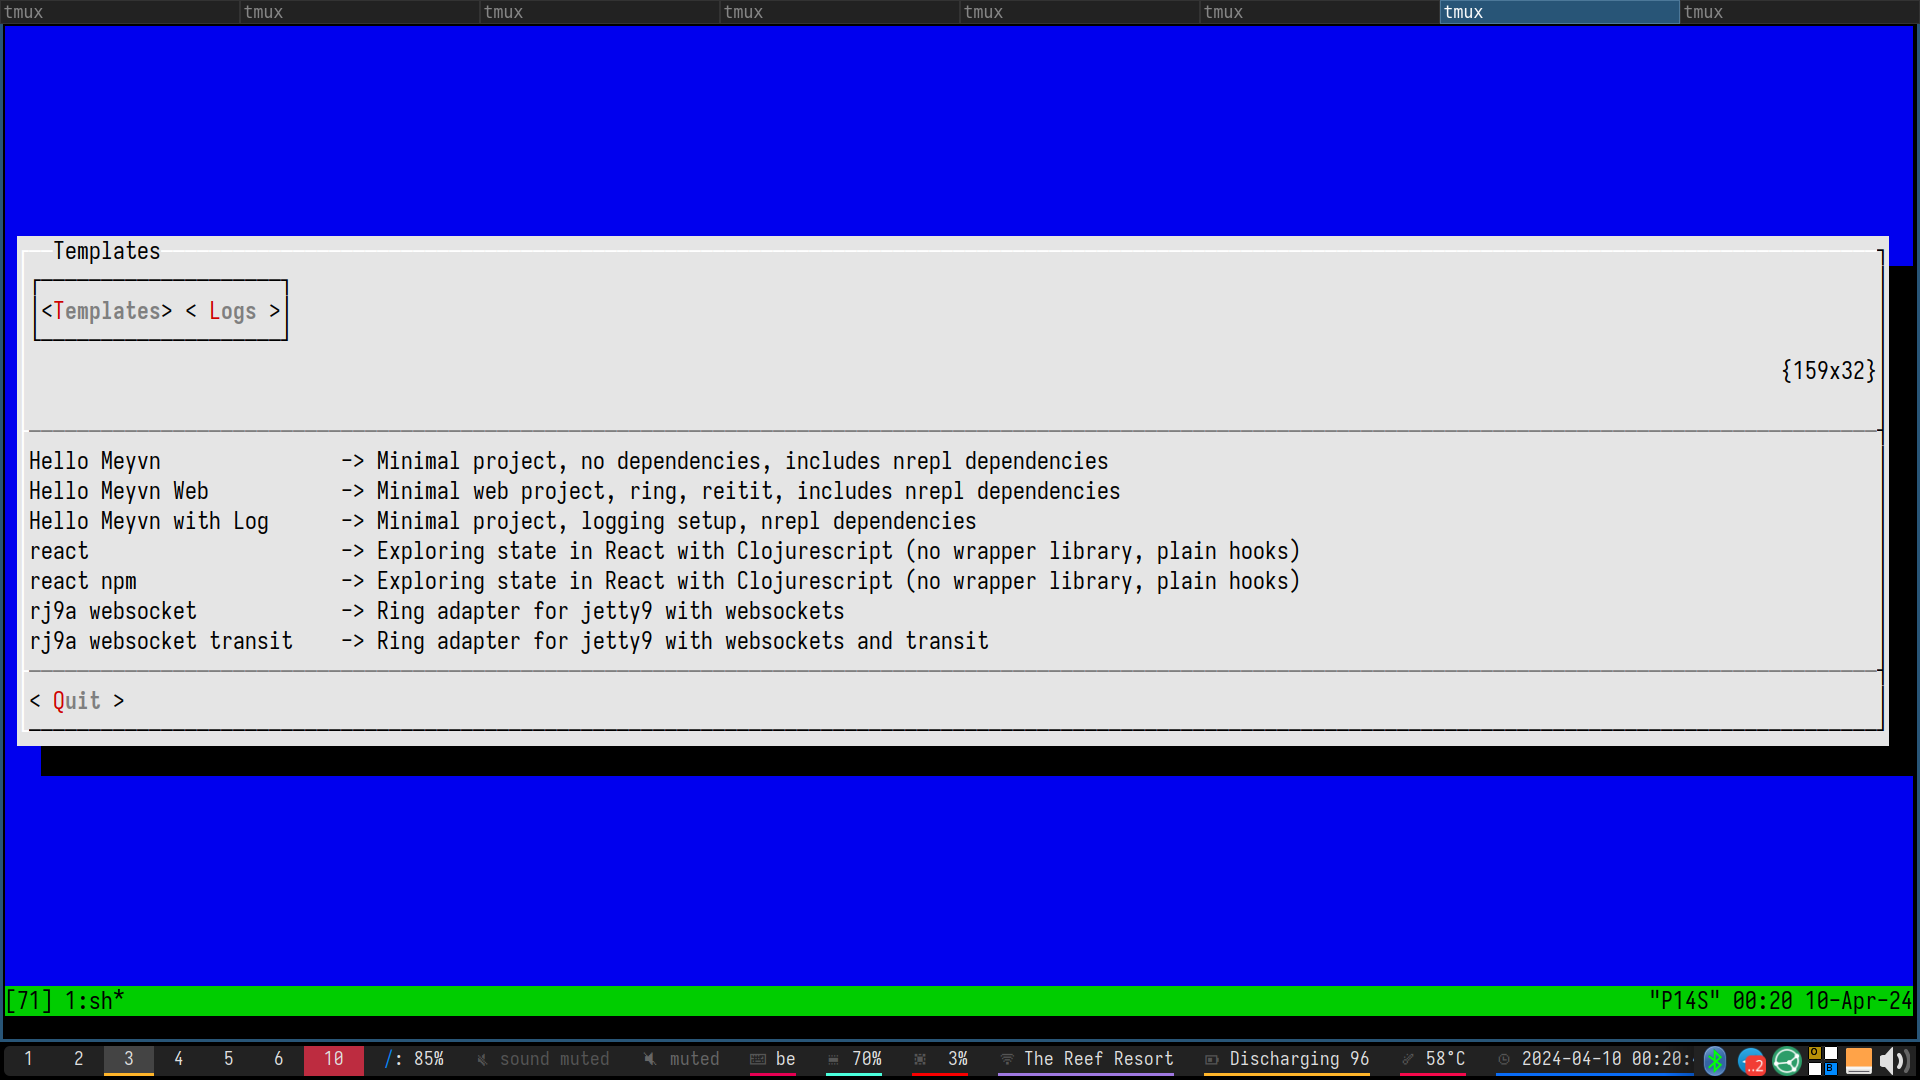 tmux tmux tmux tmux tmux tmux tmux tmux
Templates
<Templates> < Logs >
{159x32}
Hello Meyvn -> Minimal project, no dependencies, includes nrepl dependencies
Hello Meyvn Web -> Minimal web project, ring, reitit, includes nrepl dependencies
Hello Meyvn with Log -> Minimal project, logging setup, nrepl dependencies
react -> Exploring state in React with Clojurescript (no wrapper library, plain hooks)
react npm -> Exploring state in React with Clojurescript (no wrapper library, plain hooks)
rj9a websocket -> Ring adapter for jetty9 with websockets
rj9a websocket transit -> Ring adapter for jetty9 with websockets and transit
< Quit >
[71] 1:sh* "P14S" 00:20 10-Apr-24
1 2 3 4 5 6 10 /: 85% sound muted muted be 70% 3% The Reef Resort Discharging 96 58°C 2024-04-10 00:20: ..2